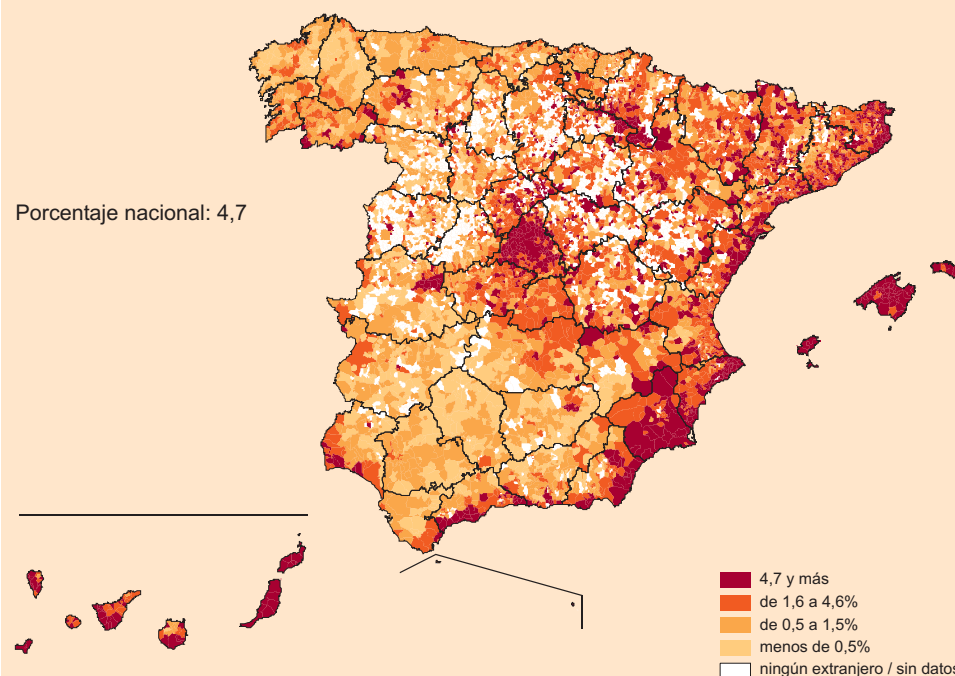 Porcentaje nacional: 4,7
4,7 y más
de 1,6 a 4,6%
de 0,5 a 1,5%
menos de 0,5%
ningún extranjero / sin datos